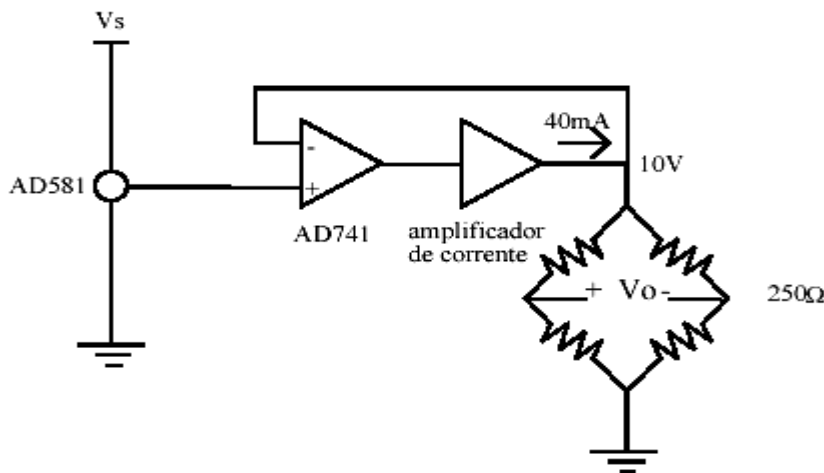 Vs
40mA
-
10V
AD581
+
AD741
amplificador
de corrente
+ Vo -
250Ω